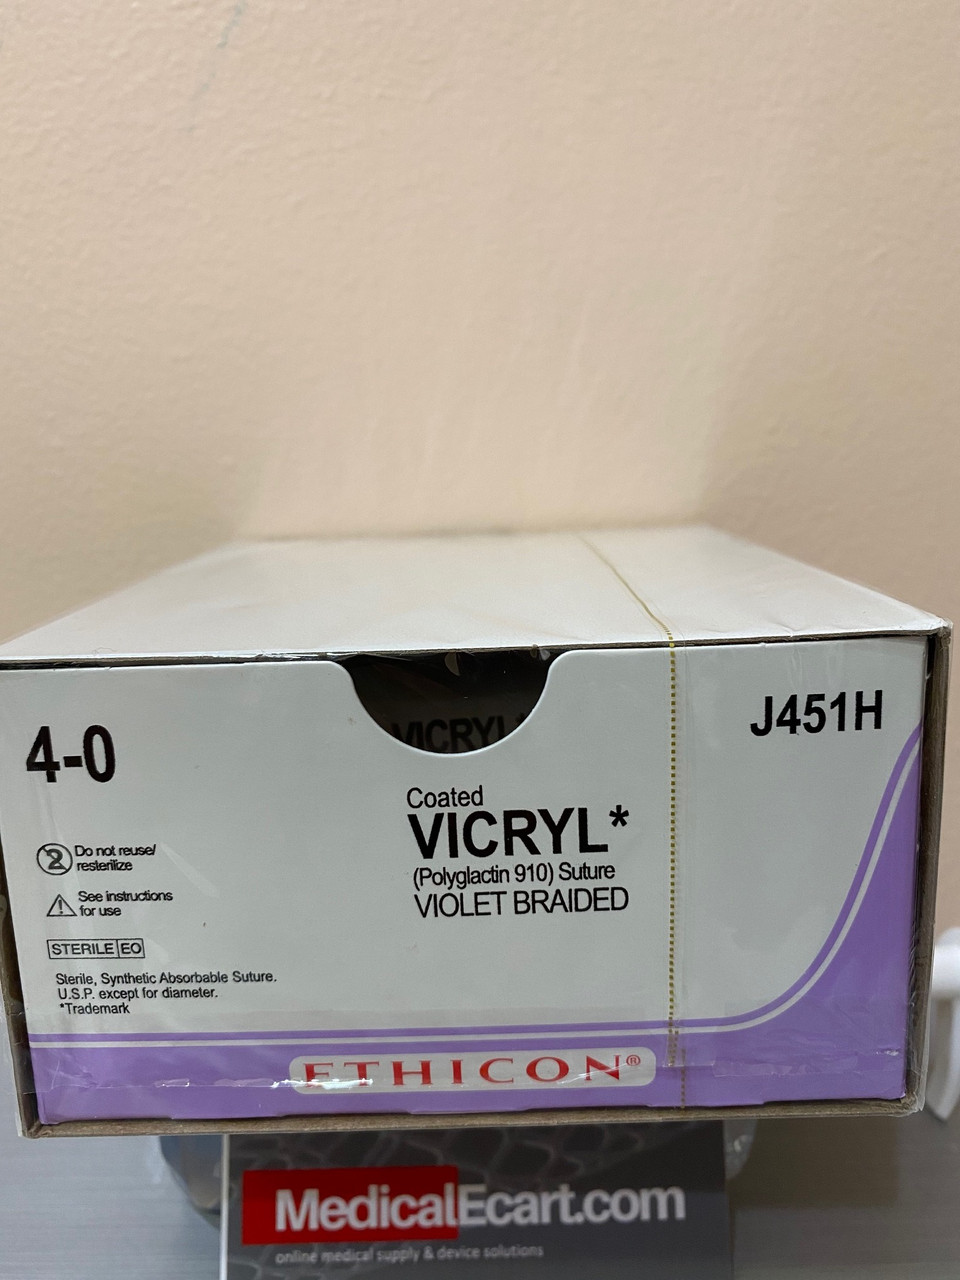 VICRYL*
4-0
J451H
Coated
VICRYL*
(Polyglactin 910) Suture
VIOLET BRAIDED
2
Do not reuse/
resterilize
See instructions
for use
STERILE EO
Sterile, Synthetic Absorbable Suture.
U.S.P. except for diameter.
*Trademark
ETHICON®
MedicalEcart.com
online medical supply & device solutions